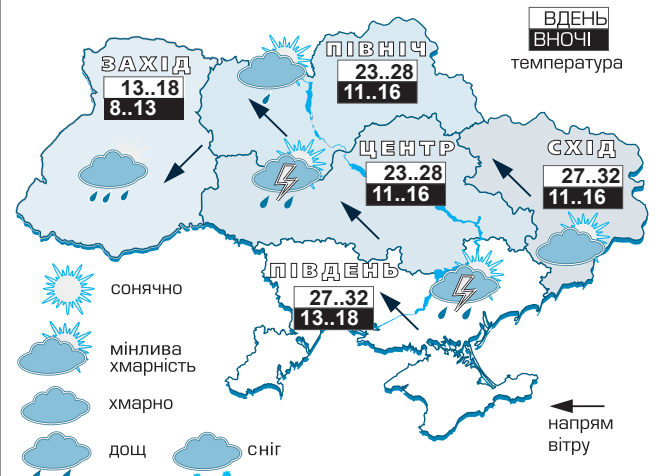 ВДЕНЬ
ВНОЧІ
температура
ПІВНІЧ
23..28
11..16
ЗАХІД
13..18
8..13
ЦЕНТР
23..28
11..16
СХІД
27..32
11..16
ПІВДЕНЬ
27..32
13..18
сонячно
мінлива
хмарність
хмарно
дощ
сніг
напрям
вітру